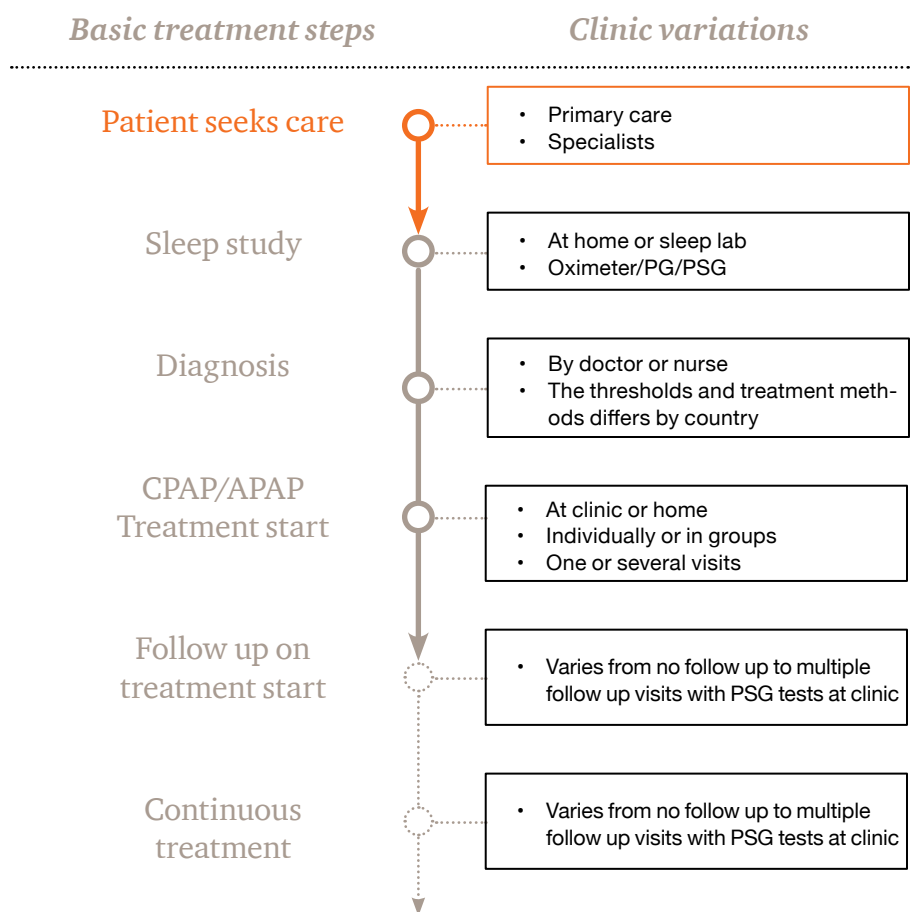 Basic treatment steps
Clinic variations
Patient seeks care
• Primary care
• Specialists
Sleep study
• At home or sleep lab
• Oximeter/PG/PSG
Diagnosis
• By doctor or nurse
• The thresholds and treatment meth-
ods differs by country
CPAP/APAP
Treatment start
• At clinic or home
• Individually or in groups
• One or several visits
Follow up on
treatment start
• Varies from no follow up to multiple
follow up visits with PSG tests at clinic
Continuous
treatment
• Varies from no follow up to multiple
follow up visits with PSG tests at clinic